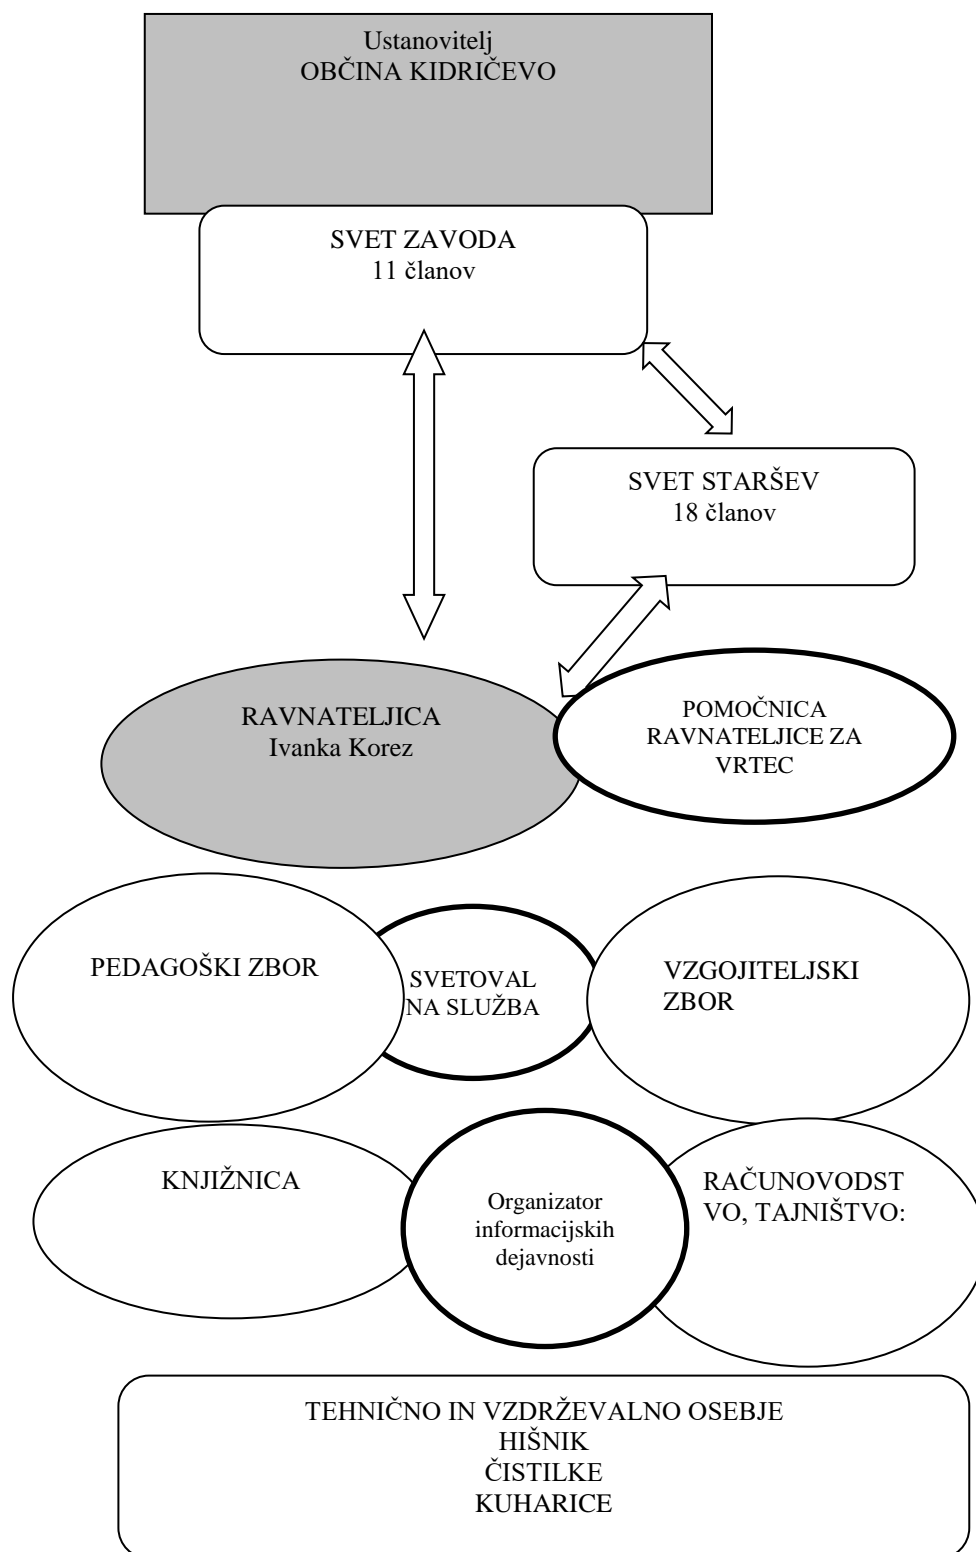 Ustanovitelj
OBČINA KIDRIČEVO
SVET ZAVODA
11 članov
SVET STARŠEV
18 članov
RAVNATELJICA
Ivanka Korez
POMOČNICA
RAVNATELJICE ZA
VRTEC
PEDAGOŠKI ZBOR
SVETOVAL
NA SLUŽBA
VZGOJITELJSKI
ZBOR
KNJIŽNICA
Organizator
informacijskih
dejavnosti
RAČUNOVODST
VO, TAJNIŠTVO:
TEHNIČNO IN VZDRŽEVALNO OSEBJE
HIŠNIK
ČISTILKE
KUHARICE